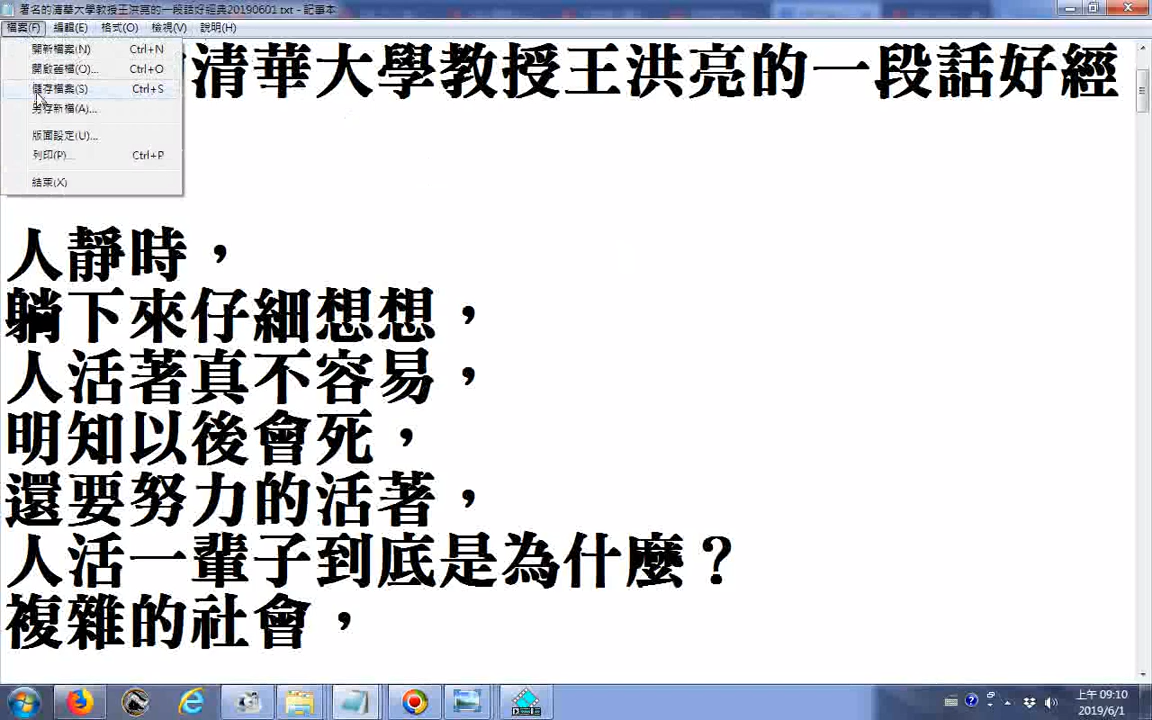 著名的清華大學教授王洪亮的一段話好經典20190601.txt - 記事本
檔案(F) 編輯(E) 格式(O) 檢視(V) 說明(H)
清華大學教授王洪亮的一段話好經
開新檔案(N) Ctrl+N
開啟舊檔(O)... Ctrl+O
儲存檔案(S) Ctrl+S
另存新檔(A)...
版面設定(U)...
列印(P)... Ctrl+P
結束(X)
人靜時，
躺下來仔細想想，
人活著真不容易，
明知以後會死，
還要努力的活著，
人活一輩子到底是為什麼？
複雜的社會，
上午 09:10
2019/6/1